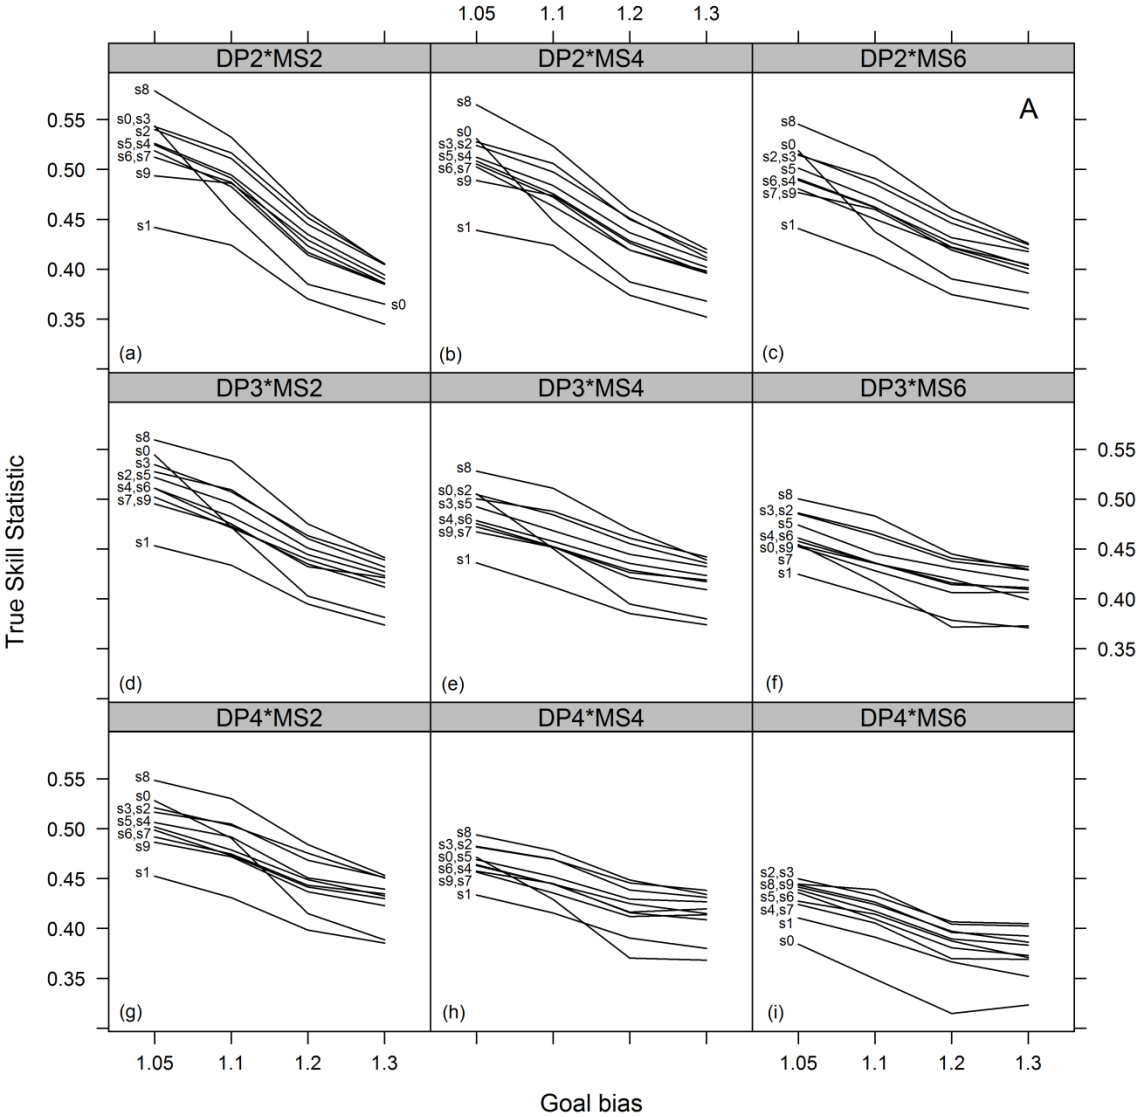 1.05 1.1 1.2 1.3
DP2*MS2 DP2*MS4 DP2*MS6
A
0.55
0.50
0.45
0.40
0.35
s8
s0,s3
s2
s5,s4
s6,s7
s9
s1
s0
(a)
s8
s0
s3,s2
s5,s4
s6,s7
s9
s1
(b)
s8
s0
s2,s3
s5
s6,s4
s7,s9
s1
(c)
DP3*MS2 DP3*MS4 DP3*MS6
s8
s0
s3
s2,s5
s4,s6
s7,s9
s1
(d)
s8
s0,s2
s3,s5
s4,s6
s9,s7
s1
(e)
s8
s3,s2
s5
s4,s6
s0,s9
s7
s1
(f)
0.55
0.50
0.45
0.40
0.35
True Skill Statistic
DP4*MS2 DP4*MS4 DP4*MS6
0.55
0.50
0.45
0.40
0.35
s8
s0
s3,s2
s5,s4
s6,s7
s9
s1
(g)
s8
s3,s2
s0,s5
s6,s4
s9,s7
s1
(h)
s2,s3
s8,s9
s5,s6
s4,s7
s1
s0
(i)
1.05 1.1 1.2 1.3
1.05 1.1 1.2 1.3
Goal bias